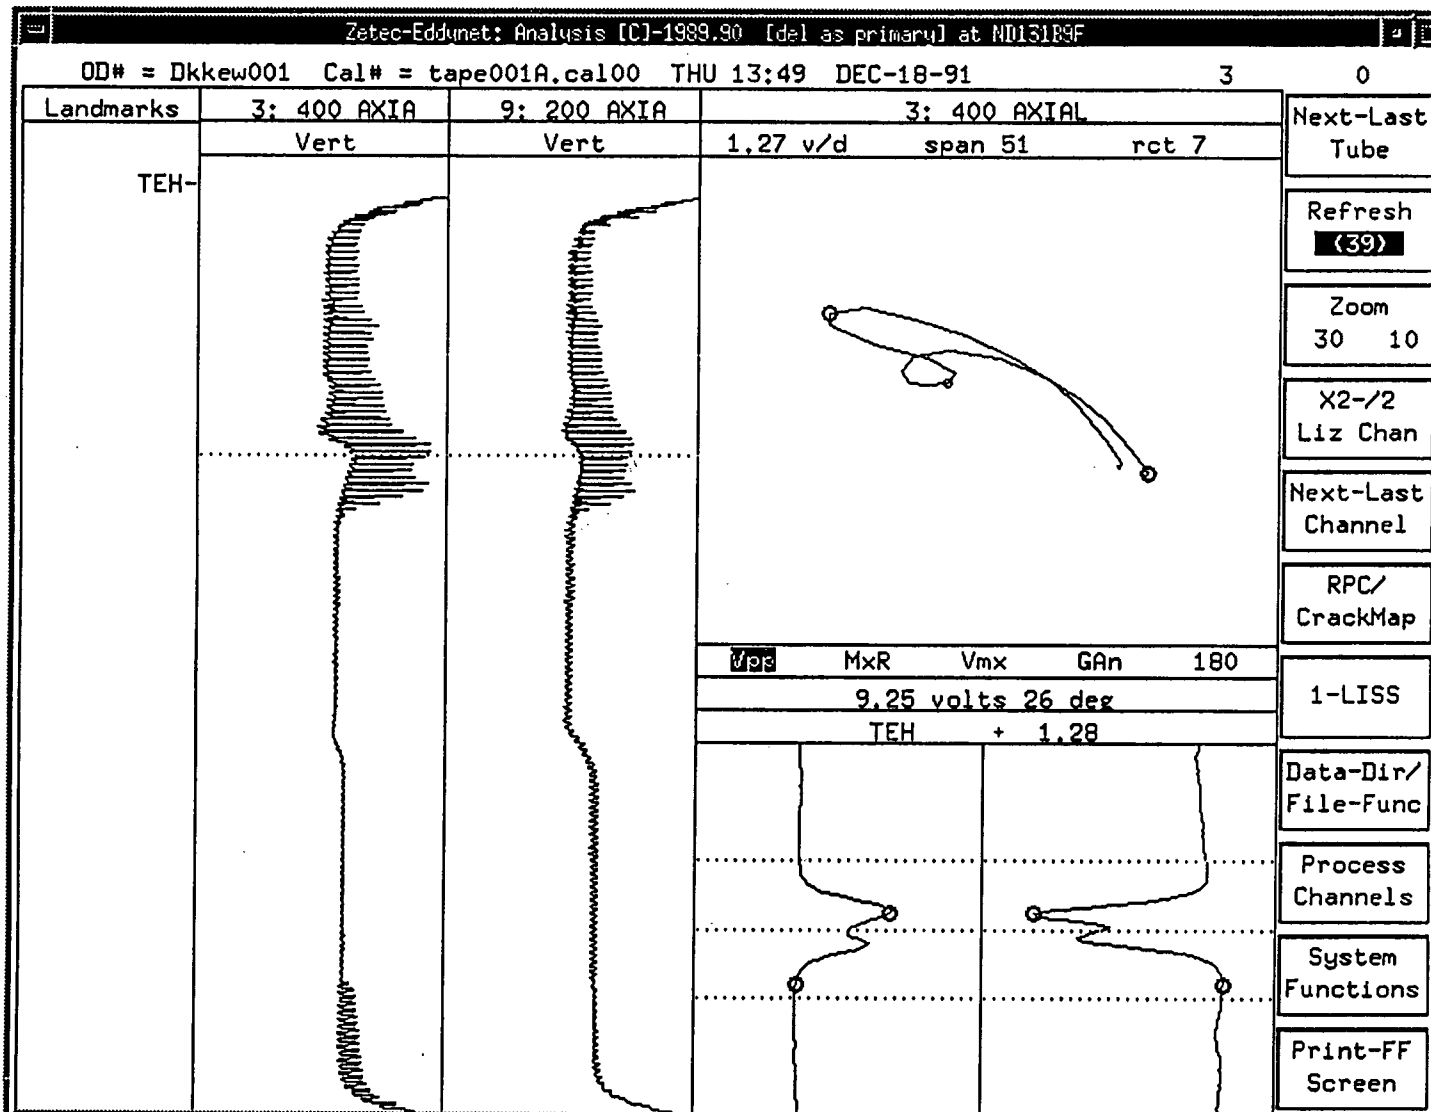 Zetec-Eddynet: Analysis [C]-1989,90 [del as primary] at ND131B9F
OD# = Dkkew001 Cal# = tape001A.cal00 THU 13:49 DEC-18-91 3 0
Landmarks 3: 400 AXIA 9: 200 AXIA 3: 400 AXIAL
Vert Vert 1.27 v/d span 51 rct 7
TEH-
Next-Last
Tube
Refresh
(39)
Zoom
30 10
X2-/2
Liz Chan
Next-Last
Channel
RPC/
CrackMap
Vpp MxR Vmx GAn 180
9.25 volts 26 deg
TEH + 1.28
1-LISS
Data-Dir/
File-Func
Process
Channels
System
Functions
Print-FF
Screen